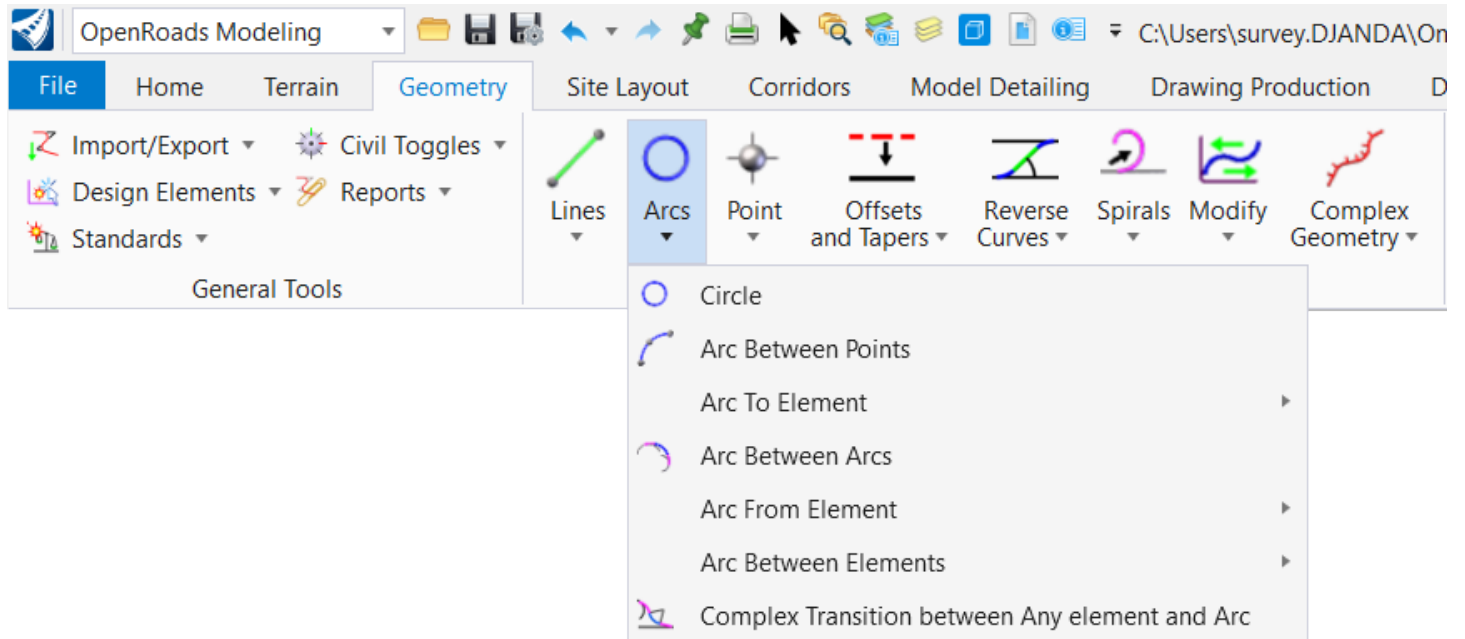 OpenRoads Modeling
C:\Users\survey.DJANDA\On
File Home Terrain Geometry Site Layout Corridors Model Detailing Drawing Production D
Import/Export Civil Toggles
Design Elements Reports
Standards
General Tools
Lines Arcs Point Offsets and Tapers Reverse Curves Spirals Modify Complex Geometry
Circle
Arc Between Points
Arc To Element
Arc Between Arcs
Arc From Element
Arc Between Elements
Complex Transition between Any element and Arc